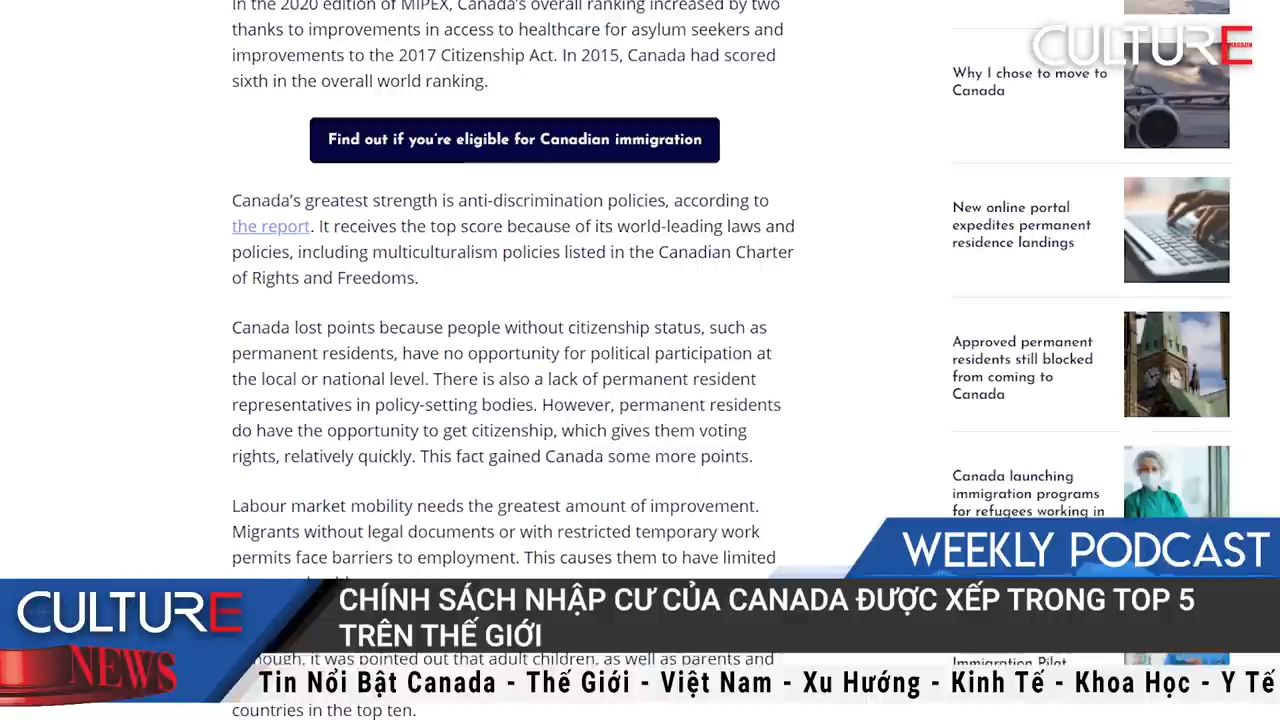 In the 2020 edition of MIPEX, Canada's overall ranking increased by two
thanks to improvements in access to healthcare for asylum seekers and
improvements to the 2017 Citizenship Act. In 2015, Canada had scored
sixth in the overall world ranking.
Find out if you're eligible for Canadian immigration
Canada's greatest strength is anti-discrimination policies, according to
the report. It receives the top score because of its world-leading laws and
policies, including multiculturalism policies listed in the Canadian Charter
of Rights and Freedoms.
Canada lost points because people without citizenship status, such as
permanent residents, have no opportunity for political participation at
the local or national level. There is also a lack of permanent resident
representatives in policy-setting bodies. However, permanent residents
do have the opportunity to get citizenship, which gives them voting
rights, relatively quickly. This fact gained Canada some more points.
Labour market mobility needs the greatest amount of improvement.
Migrants without legal documents or with restricted temporary work
permits face barriers to employment. This causes them to have limited
it was pointed out that adult children, as well as parents and
countries in the top ten.
CULTURE
MAGAZIN
Why I chose to move to
Canada
New online portal
expedites permanent
residence landings
Approved permanent
residents still blocked
from coming to
Canada
Canada launching
immigration programs
for refugees working in
Immigration Pilot
WEEKLY PODCAST
CULTURE
NEWS
CHÍNH SÁCH NHẬP CƯ CỦA CANADA ĐƯỢC XẾP TRONG TOP 5
TRÊN THẾ GIỚI
Tin Nổi Bật Canada - Thế Giới - Việt Nam - Xu Hướng - Kinh Tế - Khoa Học - Y Tế